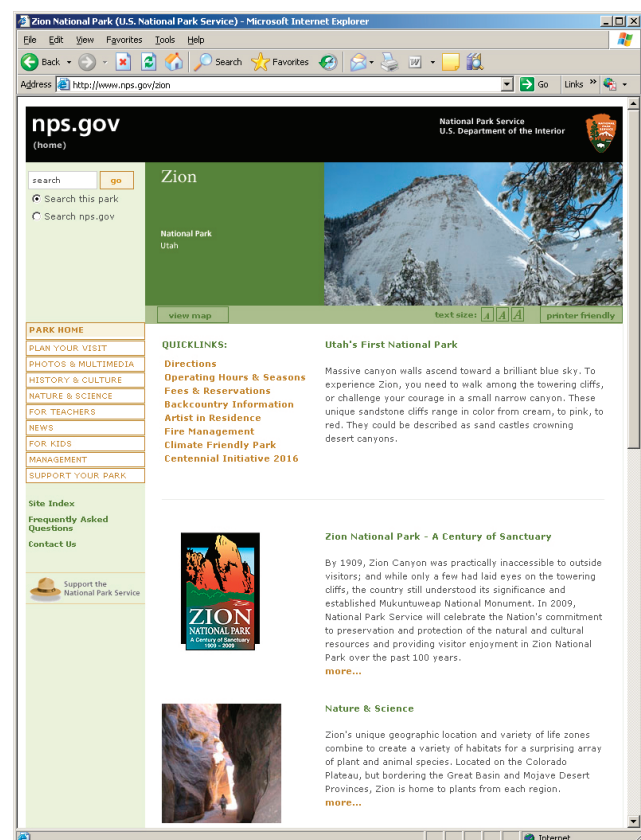 Zion National Park (U.S. National Park Service) - Microsoft Internet Explorer
File Edit View Favorites Tools Help
Back Search Favorites
Address http://www.nps.gov/zion Go Links »
nps.gov
(home)
National Park Service
U.S. Department of the Interior
search go
Search this park
Search nps.gov
Zion
National Park
Utah
view map text size: A A A printer friendly
PARK HOME
PLAN YOUR VISIT
PHOTOS & MULTIMEDIA
HISTORY & CULTURE
NATURE & SCIENCE
FOR TEACHERS
NEWS
FOR KIDS
MANAGEMENT
SUPPORT YOUR PARK
Site Index
Frequently Asked
Questions
Contact Us
Support the
National Park Service
QUICKLINKS:
Directions
Operating Hours & Seasons
Fees & Reservations
Backcountry Information
Artist in Residence
Fire Management
Climate Friendly Park
Centennial Initiative 2016
Utah's First National Park
Massive canyon walls ascend toward a brilliant blue sky. To
experience Zion, you need to walk among the towering cliffs,
or challenge your courage in a small narrow canyon. These
unique sandstone cliffs range in color from cream, to pink, to
red. They could be described as sand castles crowning
desert canyons.
ZION
NATIONAL PARK
A Century of Sanctuary
1909 - 2009
Zion National Park - A Century of Sanctuary
By 1909, Zion Canyon was practically inaccessible to outside
visitors; and while only a few had laid eyes on the towering
cliffs, the country still understood its significance and
established Mukuntuweap National Monument. In 2009,
National Park Service will celebrate the Nation's commitment
to preservation and protection of the natural and cultural
resources and providing visitor enjoyment in Zion National
Park over the past 100 years.
more...
Nature & Science
Zion's unique geographic location and variety of life zones
combine to create a variety of habitats for a surprising array
of plant and animal species. Located on the Colorado
Plateau, but bordering the Great Basin and Mojave Desert
Provinces, Zion is home to plants from each region.
more...
Internet